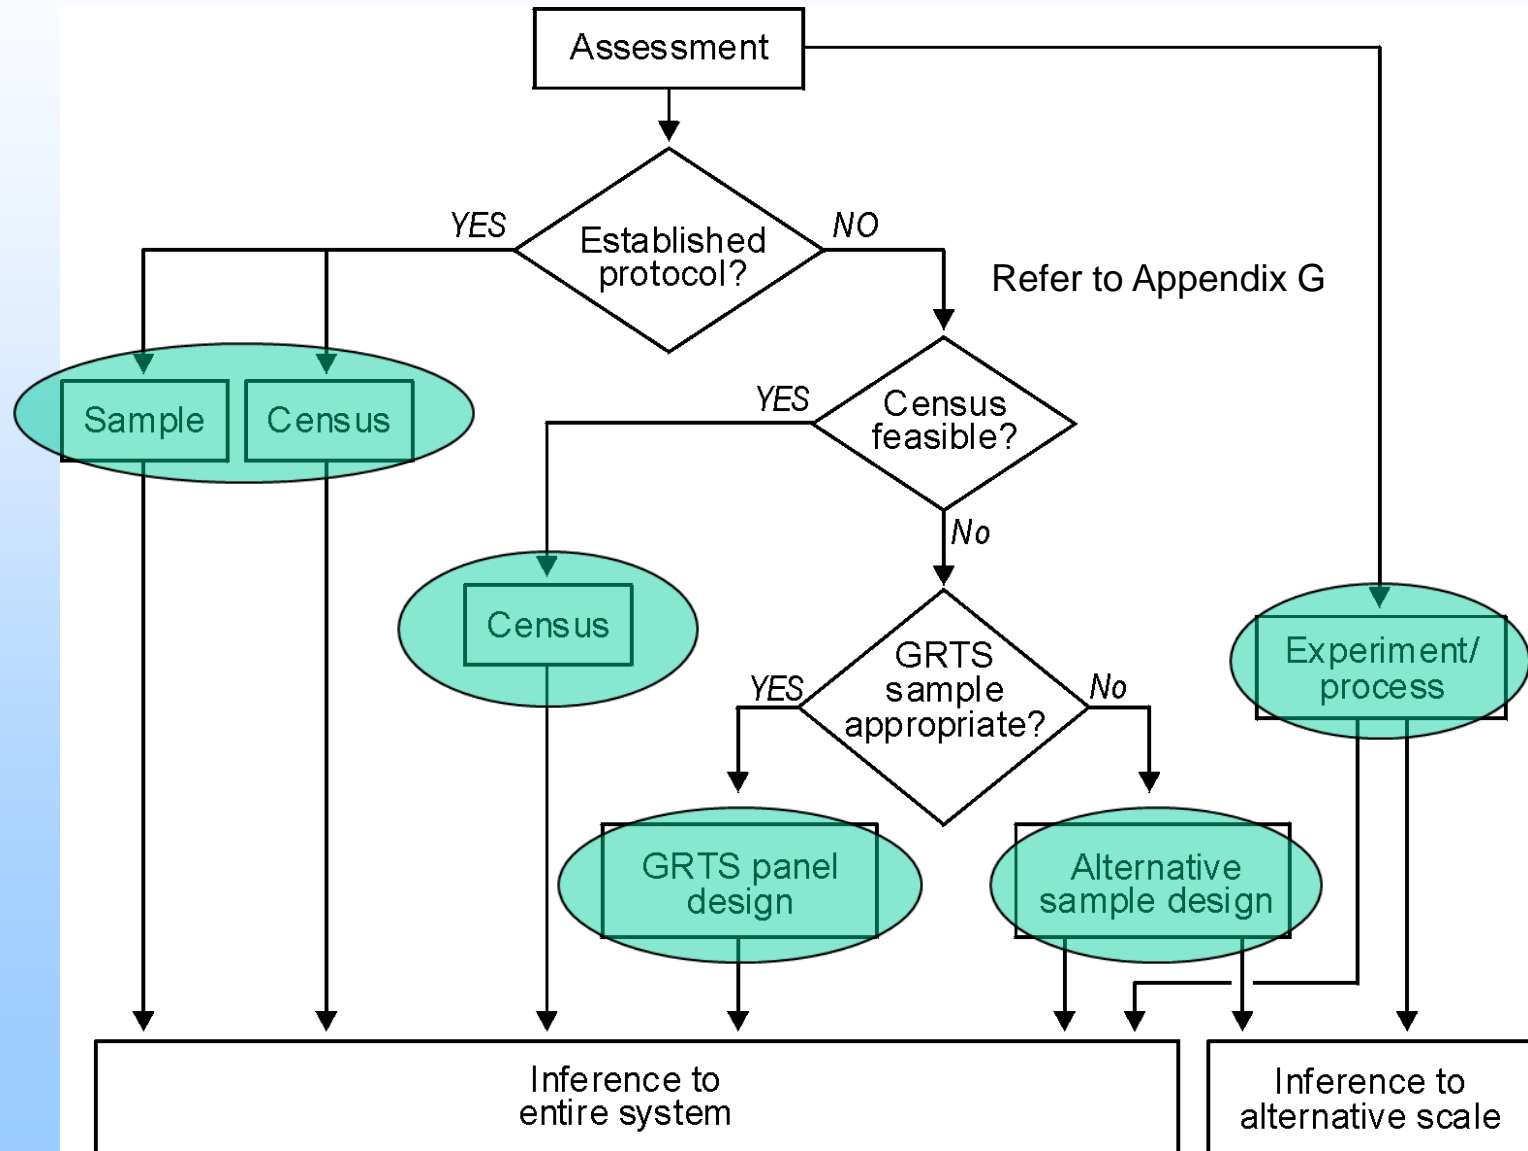 Assessment
YES
NO
Established
protocol?
Refer to Appendix G
Sample
Census
YES
Census
feasible?
No
Census
GRTS
sample
appropriate?
YES
No
Experiment/
process
GRTS panel
design
Alternative
sample design
Inference to
entire system
Inference to
alternative scale